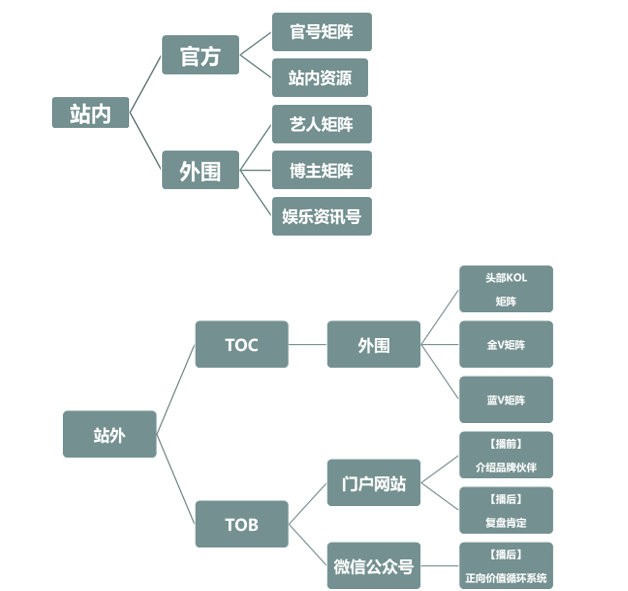 站内
官方
官号矩阵
站内资源
外围
艺人矩阵
博主矩阵
娱乐资讯号
站外
TOC
外围
头部KOL
矩阵
金V矩阵
蓝V矩阵
TOB
门户网站
【播前】
介绍品牌伙伴
【播后】
复盘肯定
微信公众号
【播后】
正向价值循环系统